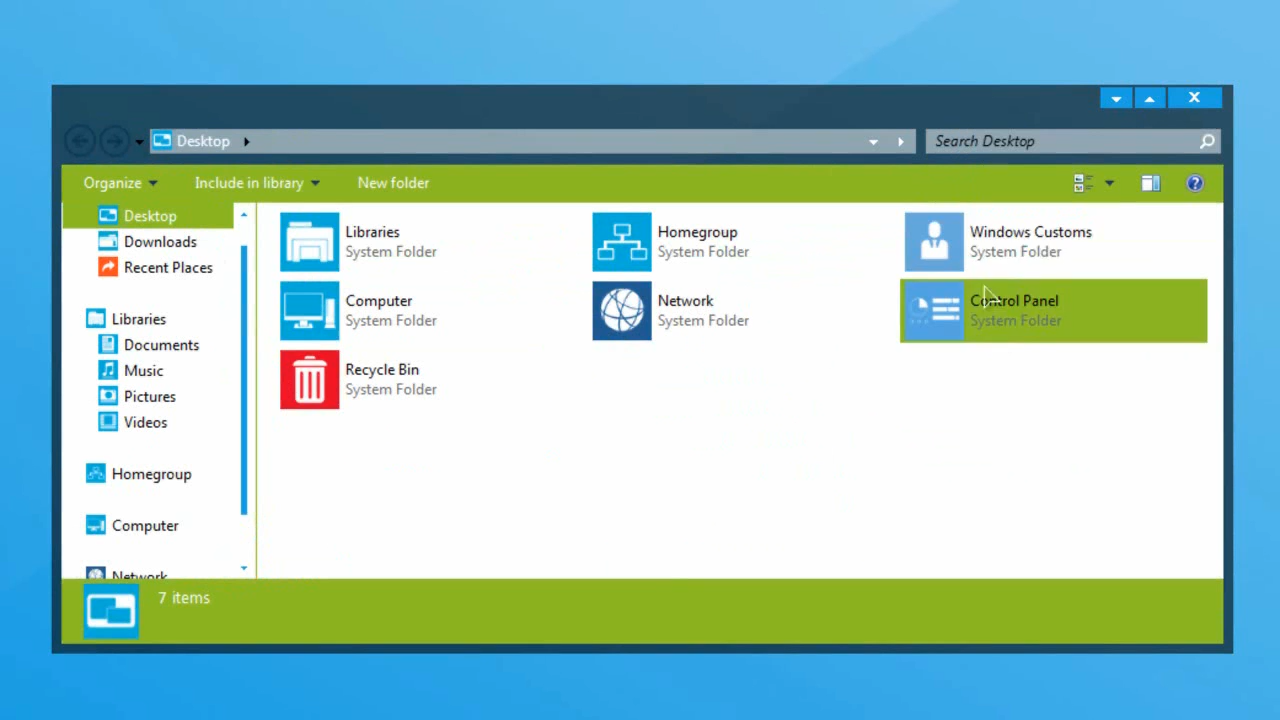 Desktop
Search Desktop
Organize
Include in library
New folder
Desktop
Downloads
Recent Places
Libraries
Documents
Music
Pictures
Videos
Homegroup
Computer
Network
Libraries
System Folder
Homegroup
System Folder
Windows Customs
System Folder
Computer
System Folder
Network
System Folder
Control Panel
System Folder
Recycle Bin
System Folder
7 items